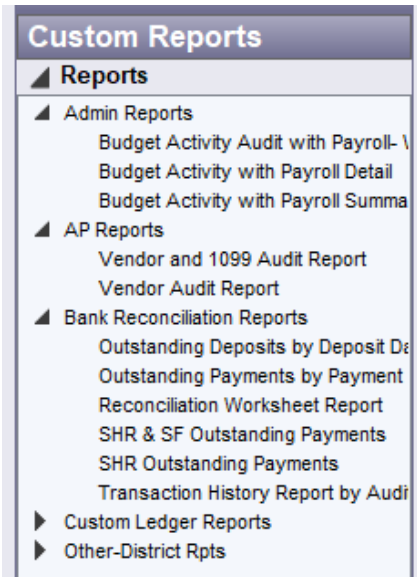 Custom Reports
Reports
Admin Reports
Budget Activity Audit with Payroll-
Budget Activity with Payroll Detail
Budget Activity with Payroll Summa
AP Reports
Vendor and 1099 Audit Report
Vendor Audit Report
Bank Reconciliation Reports
Outstanding Deposits by Deposit Da
Outstanding Payments by Payment
Reconciliation Worksheet Report
SHR & SF Outstanding Payments
SHR Outstanding Payments
Transaction History Report by Audi
Custom Ledger Reports
Other-District Rpts